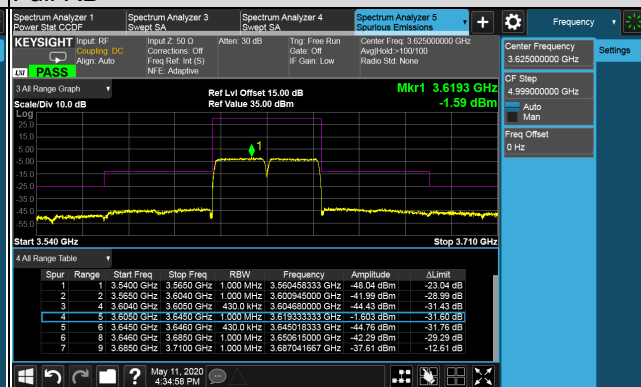 Full RB
Spectrum Analyzer 1
Power Stat CCDF
Spectrum Analyzer 3
Swept SA
Spectrum Analyzer 4
Swept SA
Spectrum Analyzer 5
Spurious Emissions
Frequency
KEYSIGHT
Input: RF
Coupling: DC
Align: Auto
Input Z: 50 Ω
Corrections: Off
Freq Ref: Int (S)
NFE: Adaptive
Atten: 30 dB
Trig: Free Run
Gate: Off
IF Gain: Low
Center Freq: 3.625000000 GHz
Avg|Hold:>100/100
Radio Std: None
LXI PASS
Center Frequency
3.625000000 GHz
Settings
CF Step
4.999000000 GHz
Auto
Man
Freq Offset
0 Hz
3 All Range Graph
Scale/Div 10.0 dB
Ref Lvl Offset 15.00 dB
Ref Value 35.00 dBm
Mkr1 3.6193 GHz
-1.59 dBm
Log
25.0
15.0
5.00
-5.00
-15.0
-25.0
-35.0
-45.0
-55.0
1
Start 3.540 GHz
Stop 3.710 GHz
4 All Range Table
Spur Range Start Freq Stop Freq RBW Frequency Amplitude ΔLimit
1 1 3.5400 GHz 3.5650 GHz 1.000 MHz 3.560458333 GHz -48.04 dBm -23.04 dB
2 2 3.5650 GHz 3.6040 GHz 1.000 MHz 3.600945000 GHz -41.99 dBm -28.99 dB
3 4 3.6040 GHz 3.6050 GHz 430.0 kHz 3.604680000 GHz -44.43 dBm -31.43 dB
4 5 3.6050 GHz 3.6450 GHz 1.000 MHz 3.619333333 GHz -1.603 dBm -31.60 dB
5 6 3.6450 GHz 3.6460 GHz 430.0 kHz 3.645018333 GHz -44.76 dBm -31.76 dB
6 8 3.6460 GHz 3.6850 GHz 1.000 MHz 3.650615000 GHz -42.29 dBm -29.29 dB
7 9 3.6850 GHz 3.7100 GHz 1.000 MHz 3.687041667 GHz -37.61 dBm -12.61 dB
May 11, 2020
4:34:58 PM